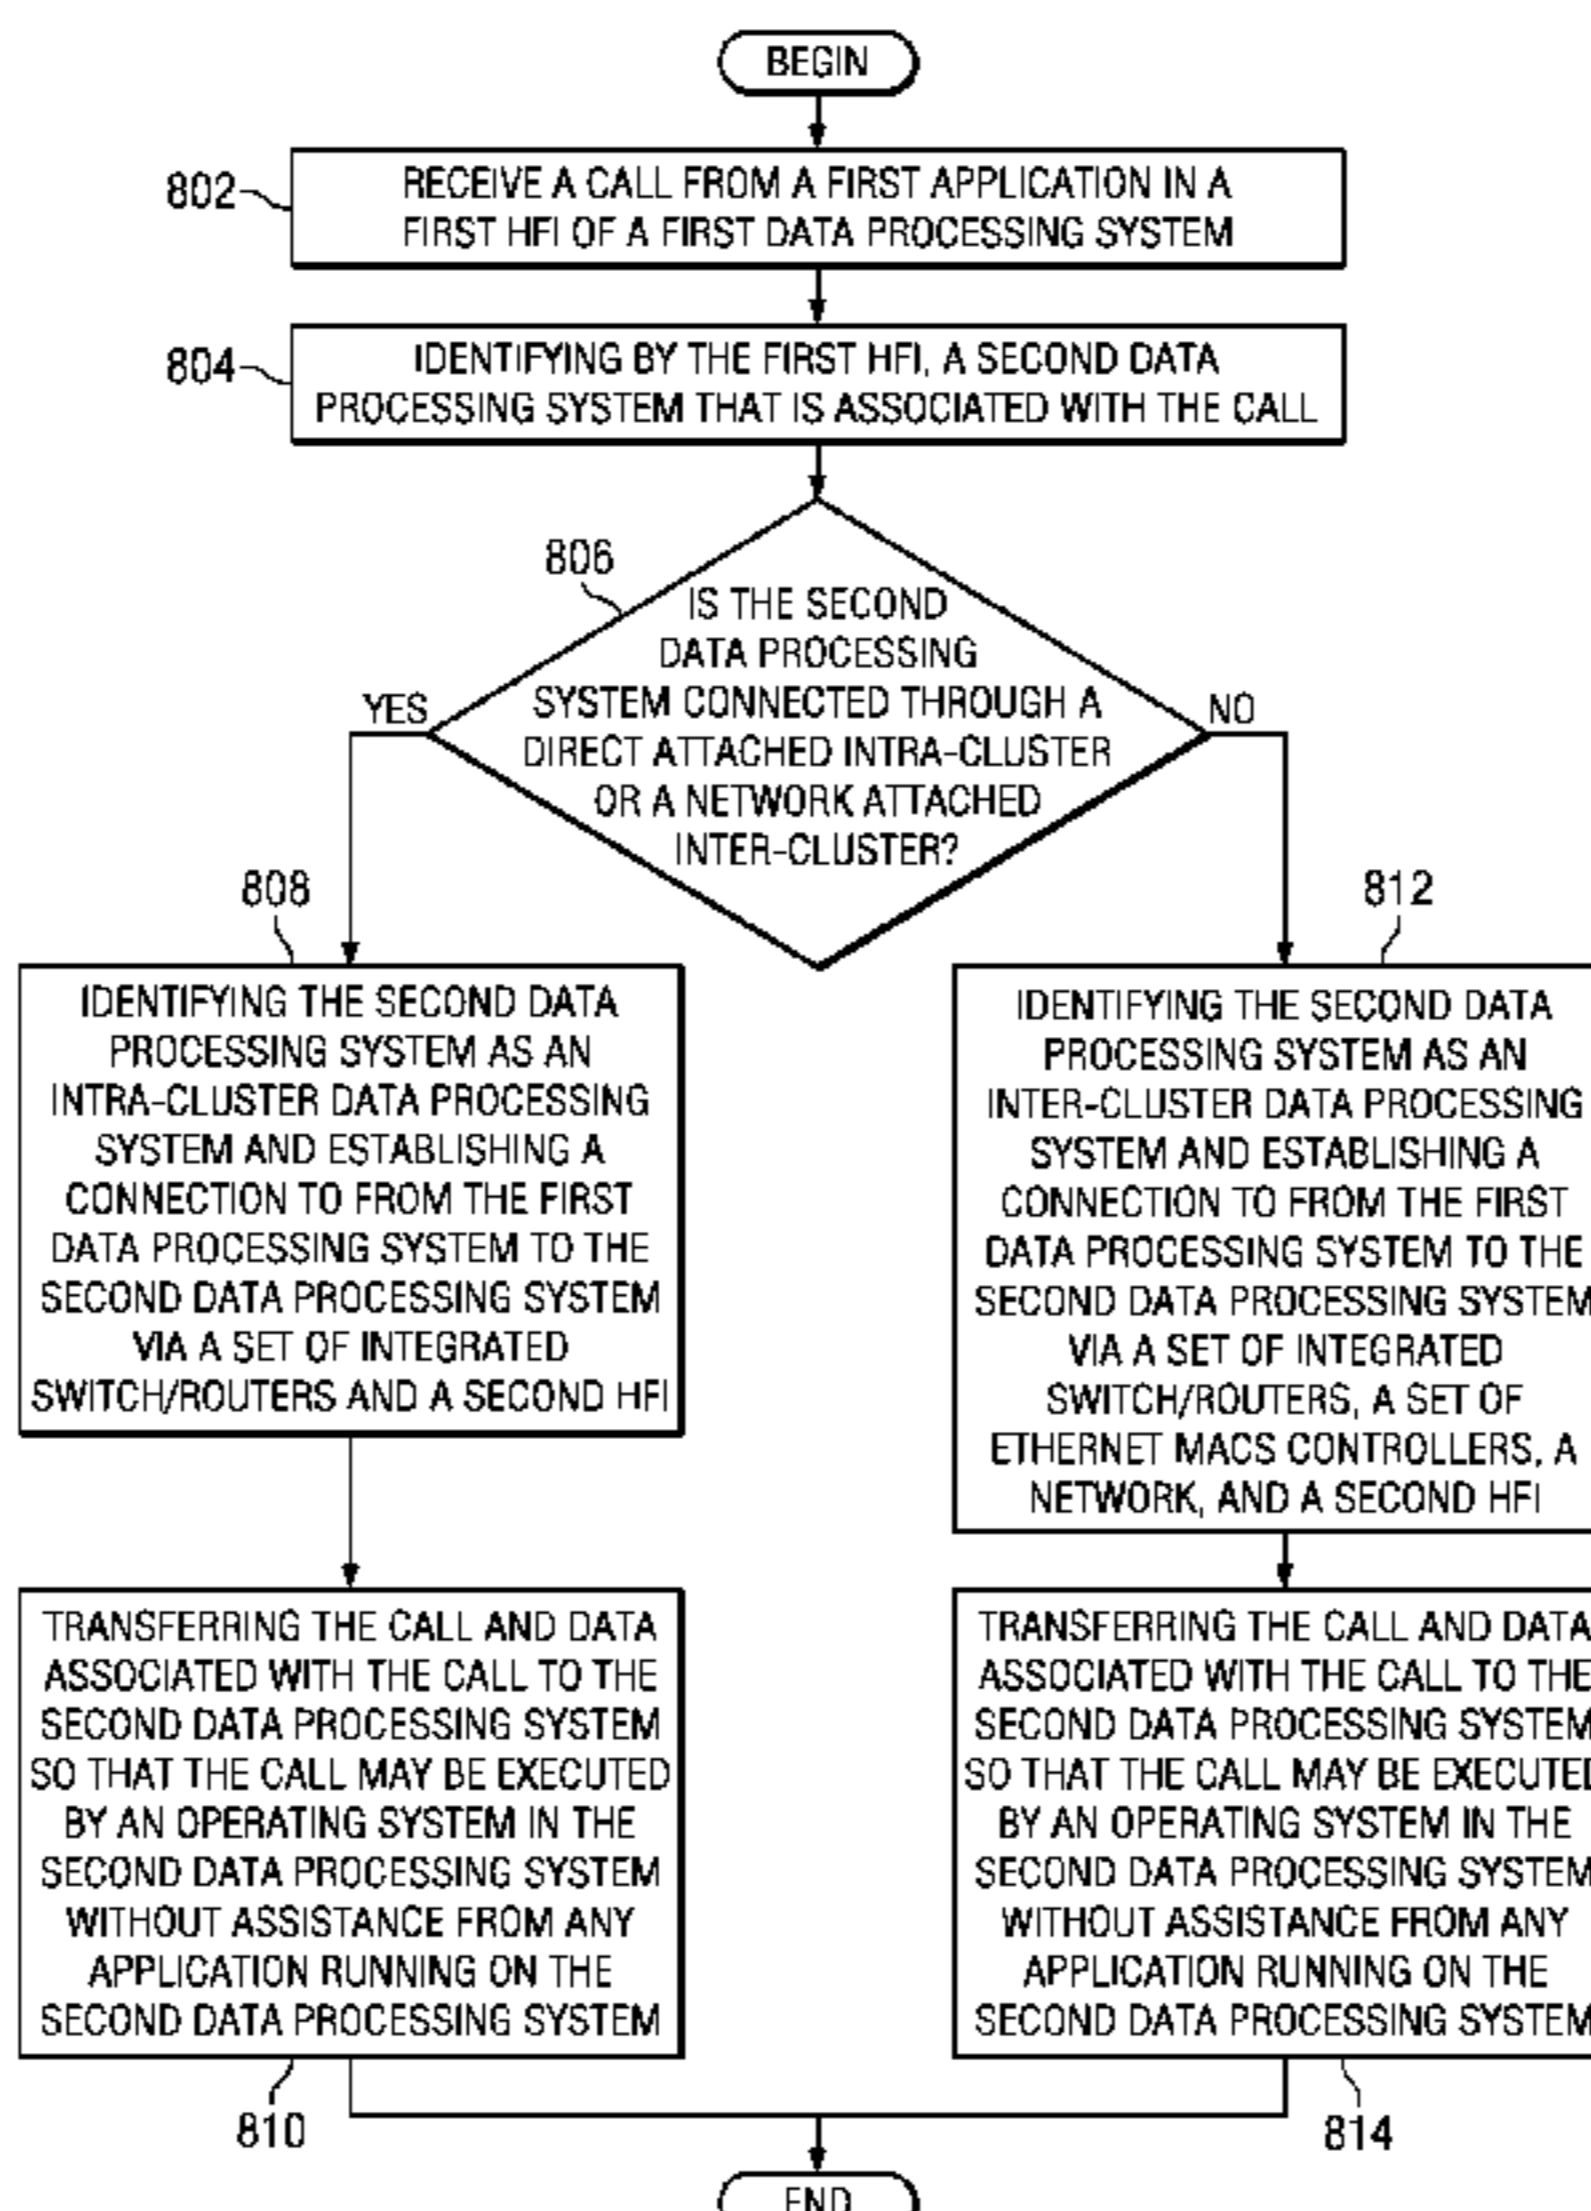 BEGIN
802
RECEIVE A CALL FROM A FIRST APPLICATION IN A
FIRST HFI OF A FIRST DATA PROCESSING SYSTEM
804
IDENTIFYING BY THE FIRST HFI, A SECOND DATA
PROCESSING SYSTEM THAT IS ASSOCIATED WITH THE CALL
806
IS THE SECOND
DATA PROCESSING
SYSTEM CONNECTED THROUGH A
DIRECT ATTACHED INTRA-CLUSTER
OR A NETWORK ATTACHED
INTER-CLUSTER?
YES
NO
808
IDENTIFYING THE SECOND DATA
PROCESSING SYSTEM AS AN
INTRA-CLUSTER DATA PROCESSING
SYSTEM AND ESTABLISHING A
CONNECTION TO FROM THE FIRST
DATA PROCESSING SYSTEM TO THE
SECOND DATA PROCESSING SYSTEM
VIA A SET OF INTEGRATED
SWITCH/ROUTERS AND A SECOND HFI
812
IDENTIFYING THE SECOND DATA
PROCESSING SYSTEM AS AN
INTER-CLUSTER DATA PROCESSING
SYSTEM AND ESTABLISHING A
CONNECTION TO FROM THE FIRST
DATA PROCESSING SYSTEM TO THE
SECOND DATA PROCESSING SYSTEM
VIA A SET OF INTEGRATED
SWITCH/ROUTERS, A SET OF
ETHERNET MACS CONTROLLERS, A
NETWORK, AND A SECOND HFI
TRANSFERRING THE CALL AND DATA
ASSOCIATED WITH THE CALL TO THE
SECOND DATA PROCESSING SYSTEM
SO THAT THE CALL MAY BE EXECUTED
BY AN OPERATING SYSTEM IN THE
SECOND DATA PROCESSING SYSTEM
WITHOUT ASSISTANCE FROM ANY
APPLICATION RUNNING ON THE
SECOND DATA PROCESSING SYSTEM
810
TRANSFERRING THE CALL AND DATA
ASSOCIATED WITH THE CALL TO THE
SECOND DATA PROCESSING SYSTEM
SO THAT THE CALL MAY BE EXECUTED
BY AN OPERATING SYSTEM IN THE
SECOND DATA PROCESSING SYSTEM
WITHOUT ASSISTANCE FROM ANY
APPLICATION RUNNING ON THE
SECOND DATA PROCESSING SYSTEM
814
END